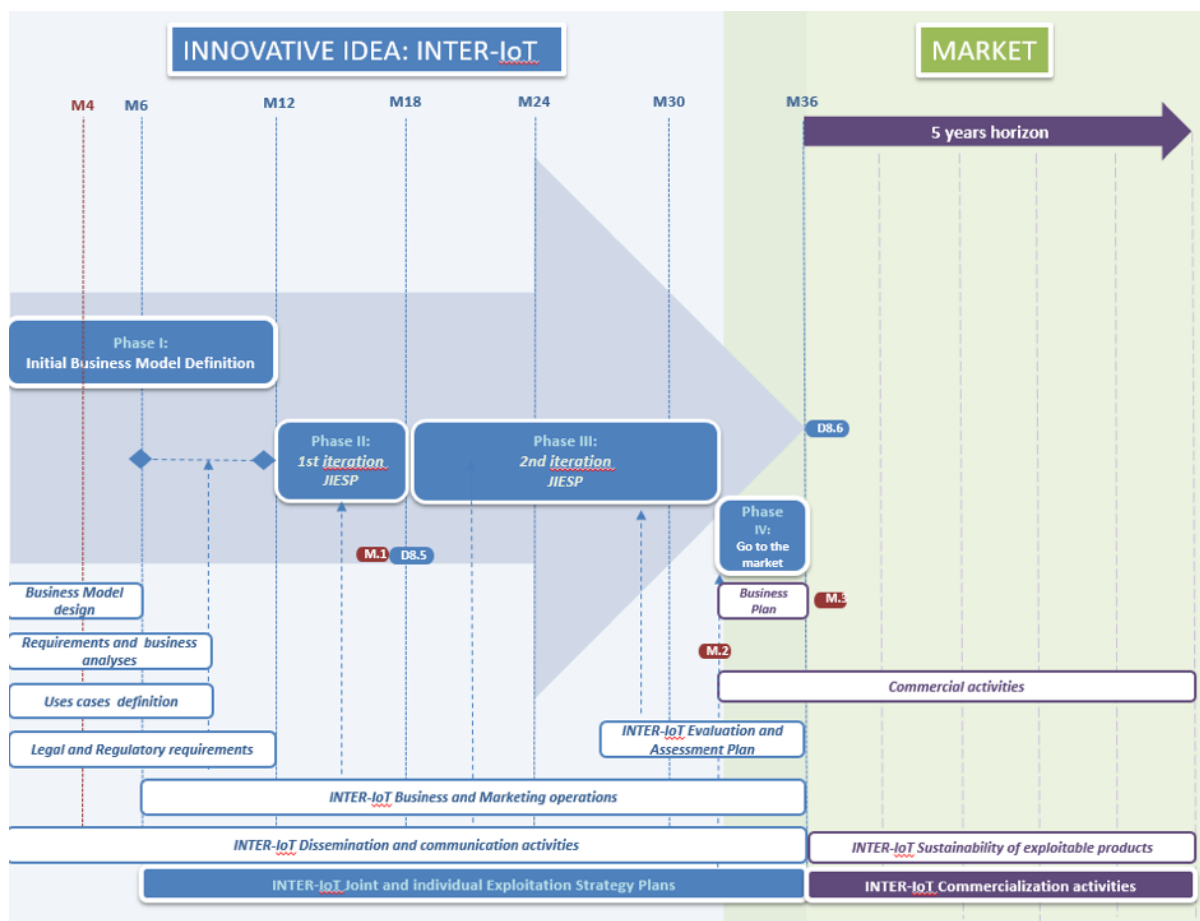 INNOVATIVE IDEA: INTER-IoT
MARKET
M4
M6
M12
M18
M24
M30
M36
5 years horizon
Phase I:
Initial Business Model Definition
Phase II:
1st iteration
JIESP
Phase III:
2nd iteration
JIESP
D8.6
Phase
IV:
Go to the
market
M.1
D8.5
Business Model
design
Business
Plan
M.3
Requirements and business
analyses
M.2
Uses cases definition
Commercial activities
Legal and Regulatory requirements
INTER-IoT Evaluation and
Assessment Plan
INTER-IoT Business and Marketing operations
INTER-IoT Dissemination and communication activities
INTER-IoT Sustainability of exploitable products
INTER-IoT Joint and individual Exploitation Strategy Plans
INTER-IoT Commercialization activities